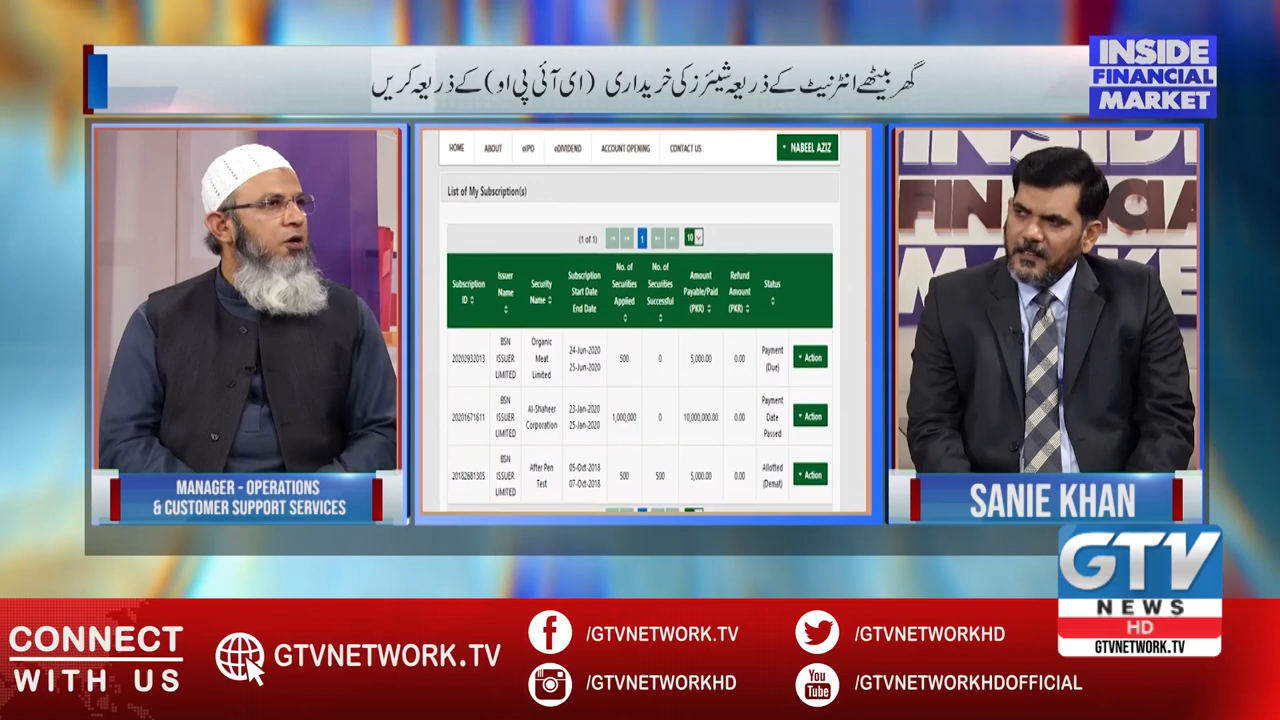 گھر بیٹھے انٹرنیٹ کے ذریعہ شیئرز کی خریداری (ای آئی پی او) کے ذریعہ کریں
INSIDE
FINANCIAL
MARKET
HOME ABOUT eIPO eDIVIDEND ACCOUNT OPENING CONTACT US NABEEL AZIZ
List of My Subscription(s)
(1 of 1) 1 10
Subscription ID Issuer Name Security Name Subscription Start Date End Date No. of Securities Applied No. of Securities Successful Amount Payable/Paid (PKR) Refund Amount (PKR) Status
20202932013 BSN ISSUER LIMITED Organic Meat Limited 24-Jun-2020 25-Jun-2020 500 0 5,000.00 0.00 Payment (Due) Action
20201671611 BSN ISSUER LIMITED Al-Shaheer Corporation 23-Jan-2020 25-Jan-2020 1,000,000 0 10,000,000.00 0.00 Payment Date Passed Action
20182681305 BSN ISSUER LIMITED After Pen Test 05-Oct-2018 07-Oct-2018 500 500 5,000.00 0.00 Allotted (Demat) Action
MANAGER - OPERATIONS
& CUSTOMER SUPPORT SERVICES
SANIE KHAN
GTV
NEWS
HD
GTVNETWORK.TV
CONNECT
WITH US
GTVNETWORK.TV
/GTVNETWORK.TV
/GTVNETWORKHD
/GTVNETWORKHD
You
Tube
/GTVNETWORKHDOFFICIAL